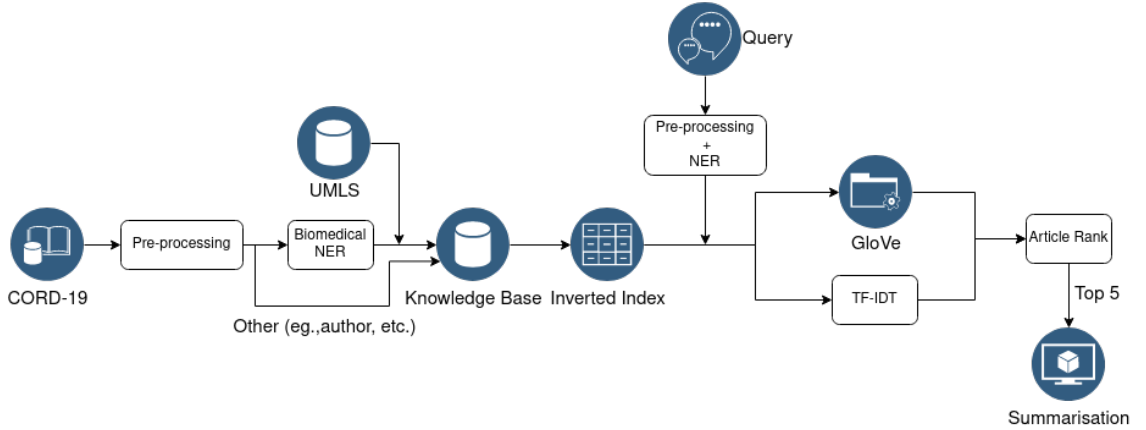 Query
Pre-processing
+
NER
UMLS
CORD-19
Pre-processing
Biomedical
NER
Other (eg.,author, etc.)
Knowledge Base
Inverted Index
GloVe
TF-IDT
Article Rank
Top 5
Summarisation